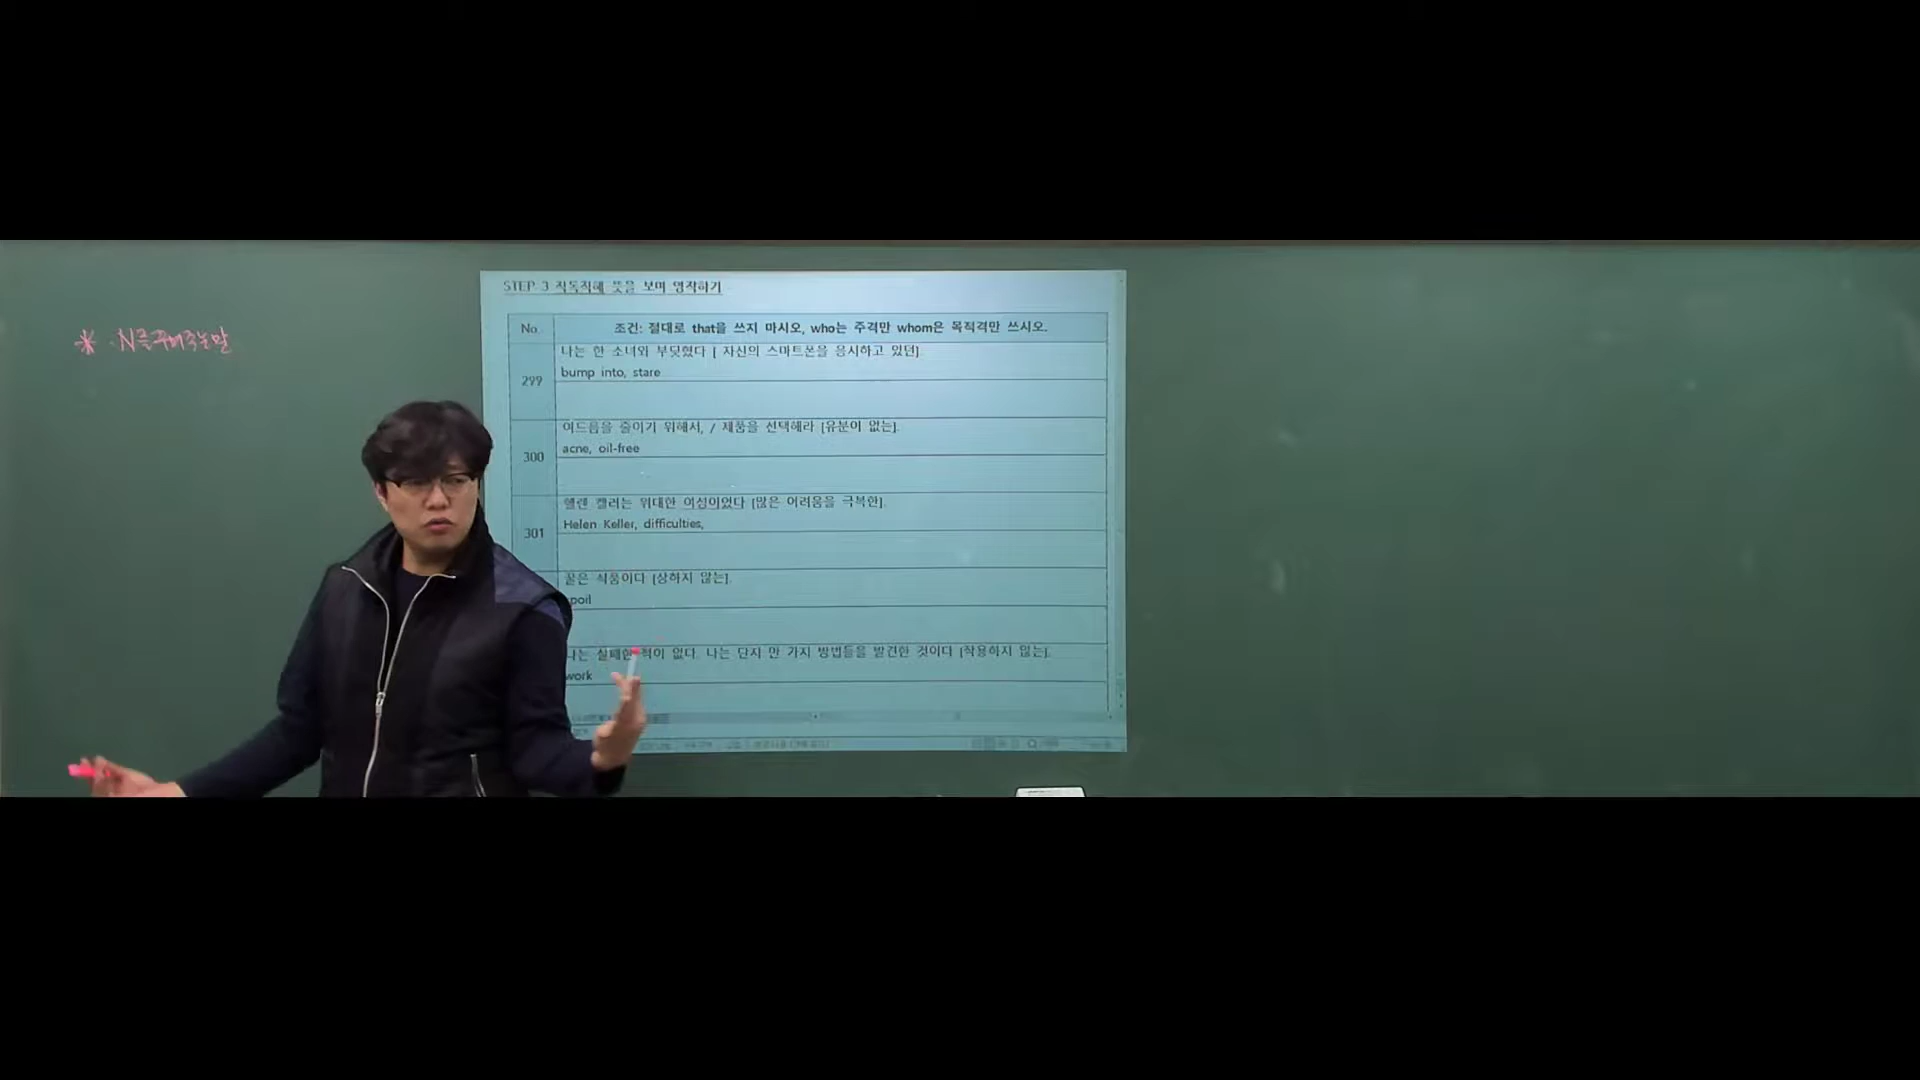 * N를 꾸며주는 말
STEP 3 직독직해 뜻을 보며 영작하기
No. 조건: 절대로 that을 쓰지 마시오, who는 주격만 whom은 목적격만 쓰시오.
299
나는 한 소녀와 부딪혔다 [ 자신의 스마트폰을 응시하고 있던].
bump into, stare
300
여드름을 줄이기 위해서, / 제품을 선택해라 [유분이 없는].
acne, oil-free
301
헬렌 켈러는 위대한 여성이었다 [많은 어려움을 극복한].
Helen Keller, difficulties,
꿀은 식품이다 [상하지 않는].
spoil
나는 실패한 적이 없다. 나는 단지 만 가지 방법들을 발견한 것이다 [작용하지 않는].
work